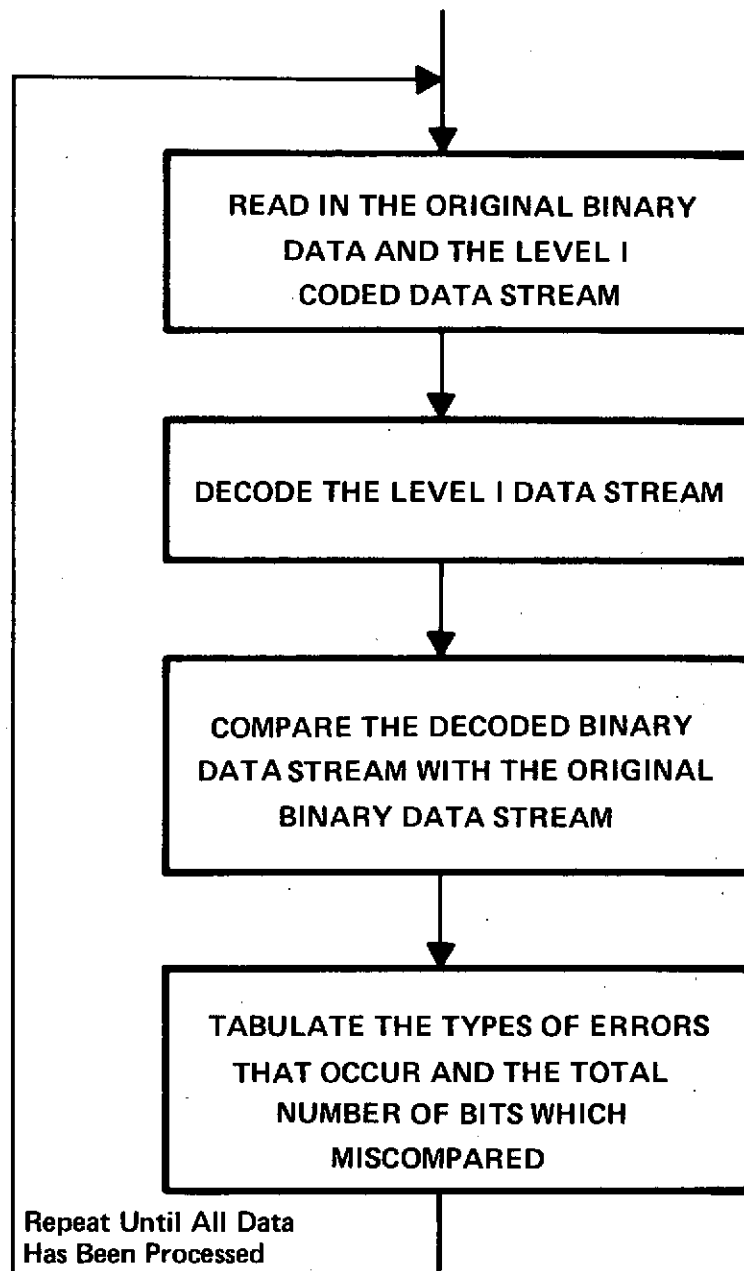 READ IN THE ORIGINAL BINARY
DATA AND THE LEVEL I
CODED DATA STREAM
DECODE THE LEVEL I DATA STREAM
COMPARE THE DECODED BINARY
DATA STREAM WITH THE ORIGINAL
BINARY DATA STREAM
TABULATE THE TYPES OF ERRORS
THAT OCCUR AND THE TOTAL
NUMBER OF BITS WHICH
MISCOMPARED
Repeat Until All Data
Has Been Processed